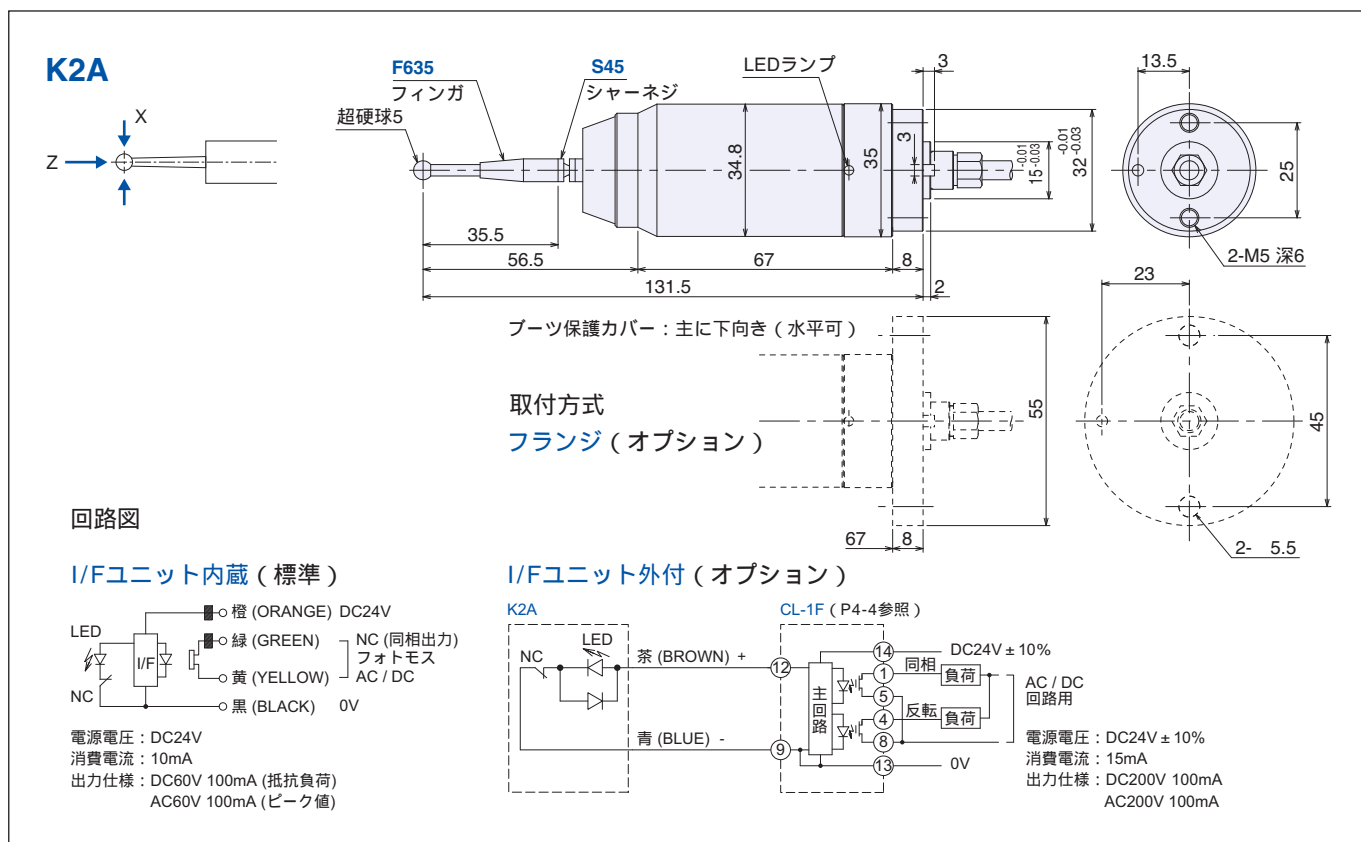 K2A
X
Z
F635
フィンガ
超硬球5
S45
シャーネジ
LEDランプ
3
3
34.8
35
15 -0.01 -0.03
32 -0.01 -0.03
35.5
56.5
67
8
131.5
2
13.5
25
2-M5 深6
ブーツ保護カバー：主に下向き（水平可）
取付方式
フランジ（オプション）
55
67
8
23
45
2- 5.5
回路図
I/Fユニット内蔵（標準）
LED
I/F
NC
橙 (ORANGE) DC24V
緑 (GREEN)
黄 (YELLOW)
黒 (BLACK) 0V
NC (同相出力)
フォトモス
AC / DC
電源電圧：DC24V
消費電流：10mA
出力仕様：DC60V 100mA (抵抗負荷)
AC60V 100mA (ピーク値)
I/Fユニット外付（オプション）
K2A
NC
LED
茶 (BROWN) +
青 (BLUE) -
CL-1F（P4-4参照）
12
9
主回路
14
1
5
4
8
13
DC24V ± 10%
同相
負荷
反転
負荷
0V
AC / DC
回路用
電源電圧：DC24V ± 10%
消費電流：15mA
出力仕様：DC200V 100mA
AC200V 100mA